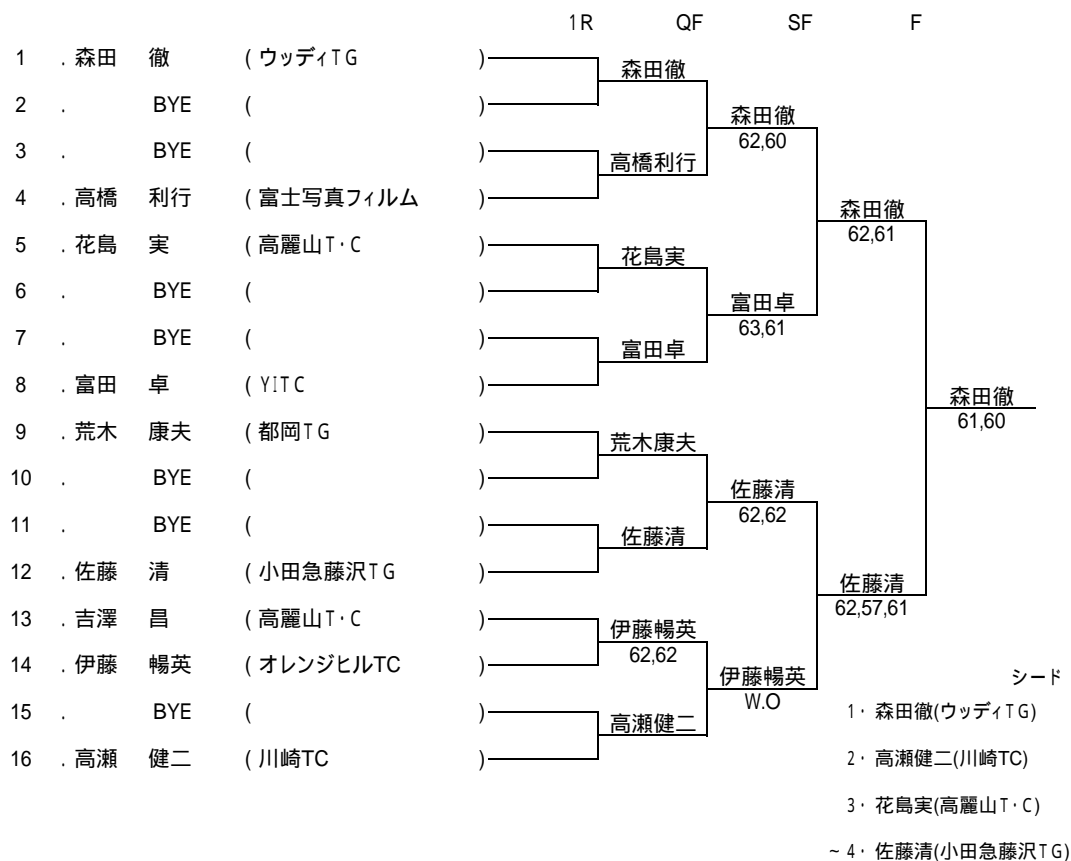 1R QF SF F
1 . 森田 徹 ( ウッディTG )
森田徹
2 . BYE ( )
森田徹
62,60
3 . BYE ( )
高橋利行
4 . 高橋 利行 ( 富士写真フィルム )
森田徹
62,61
5 . 花島 実 ( 高麗山T・C )
花島実
6 . BYE ( )
富田卓
63,61
7 . BYE ( )
富田卓
8 . 富田 卓 ( YITC )
森田徹
61,60
9 . 荒木 康夫 ( 都岡TG )
荒木康夫
10 . BYE ( )
佐藤清
62,62
11 . BYE ( )
佐藤清
12 . 佐藤 清 ( 小田急藤沢TG )
佐藤清
62,57,61
13 . 吉澤 昌 ( 高麗山T・C )
伊藤暢英
62,62
14 . 伊藤 暢英 ( オレンジヒルTC )
伊藤暢英
W.O
15 . BYE ( )
高瀬健二
16 . 高瀬 健二 ( 川崎TC )
シード
1・ 森田徹(ウッディTG)
2・ 高瀬健二(川崎TC)
3・ 花島実(高麗山T・C)
~ 4・ 佐藤清(小田急藤沢TG)